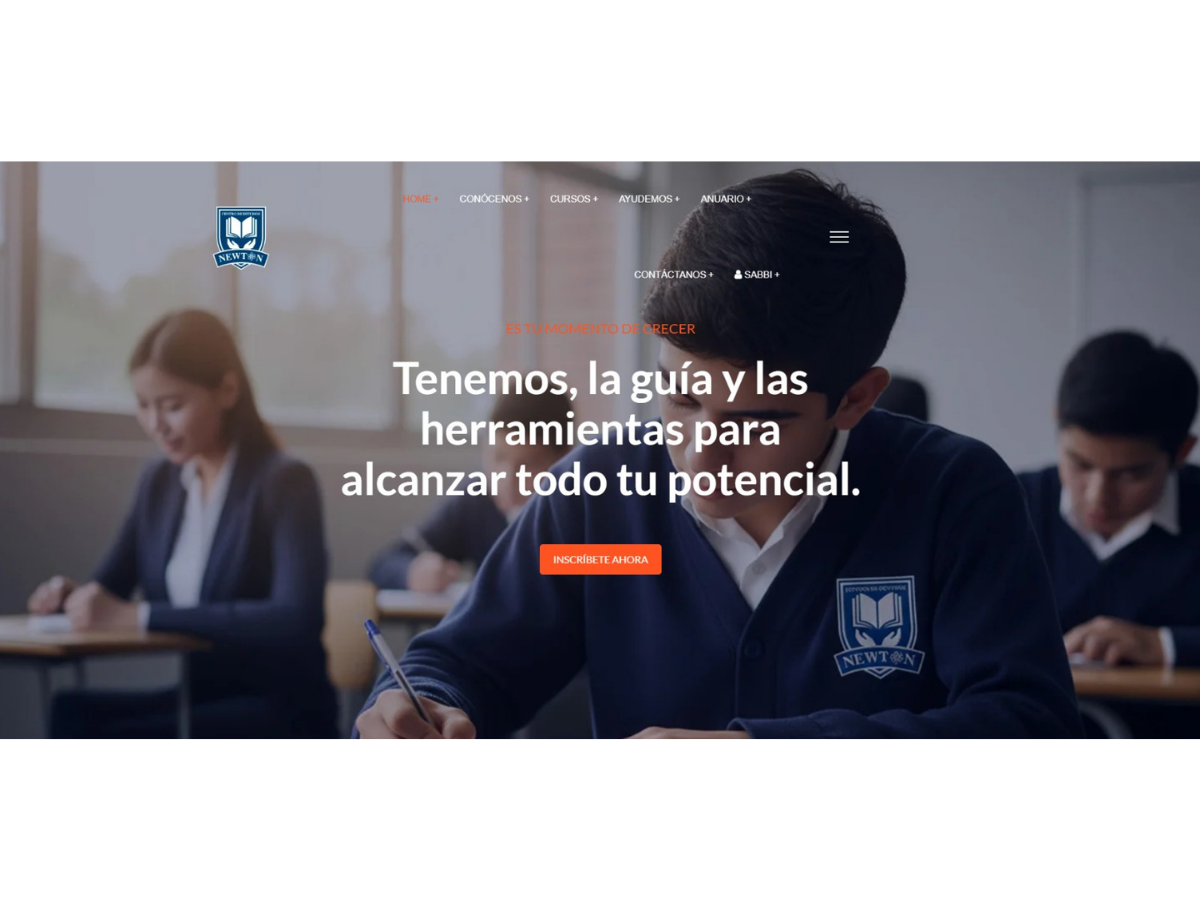 HOME + CONÓCENOS + CURSOS + AYUDEMOS + ANUARIO +
NEWTON
CONTÁCTANOS + SABBI +
ES TU MOMENTO DE CRECER
Tenemos, la guía y las
herramientas para
alcanzar todo tu potencial.
INSCRÍBETE AHORA
NEWTON